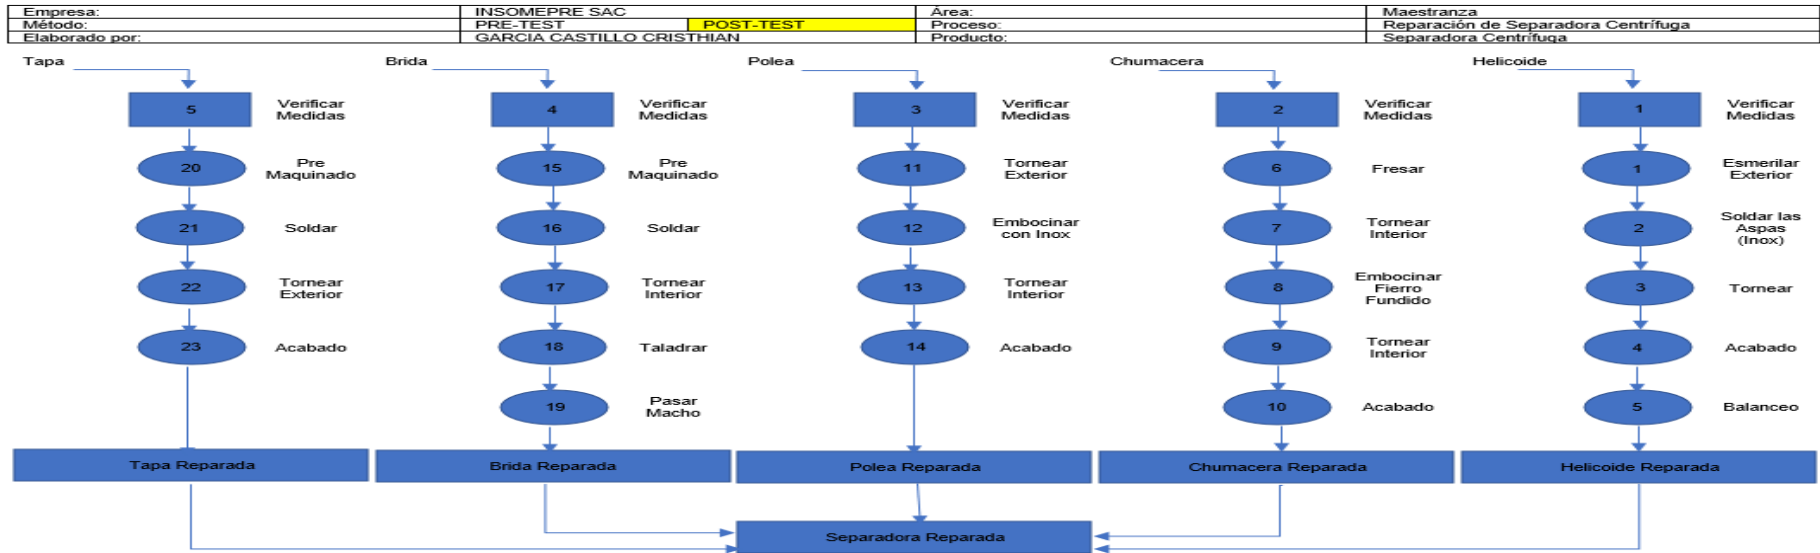 Empresa: INSOMEPRE SAC Área: Maestranza
Método: PRE-TEST POST-TEST Proceso: Reparación de Separadora Centrífuga
Elaborado por: GARCIA CASTILLO CRISTHIAN Producto: Separadora Centrífuga
Tapa
5
Verificar
Medidas
20
Pre
Maquinado
21
Soldar
22
Tornear
Exterior
23
Acabado
Tapa Reparada
Brida
4
Verificar
Medidas
15
Pre
Maquinado
16
Soldar
17
Tornear
Interior
18
Taladrar
19
Pasar
Macho
Brida Reparada
Polea
3
Verificar
Medidas
11
Tornear
Exterior
12
Embocinar
con Inox
13
Tornear
Interior
14
Acabado
Polea Reparada
Chumacera
2
Verificar
Medidas
6
Fresar
7
Tornear
Interior
8
Embocinar
Fierro
Fundido
9
Tornear
Interior
10
Acabado
Chumacera Reparada
Helicoide
1
Verificar
Medidas
1
Esmerilar
Exterior
2
Soldar las
Aspas
(Inox)
3
Tornear
4
Acabado
5
Balanceo
Helicoide Reparada
Separadora Reparada